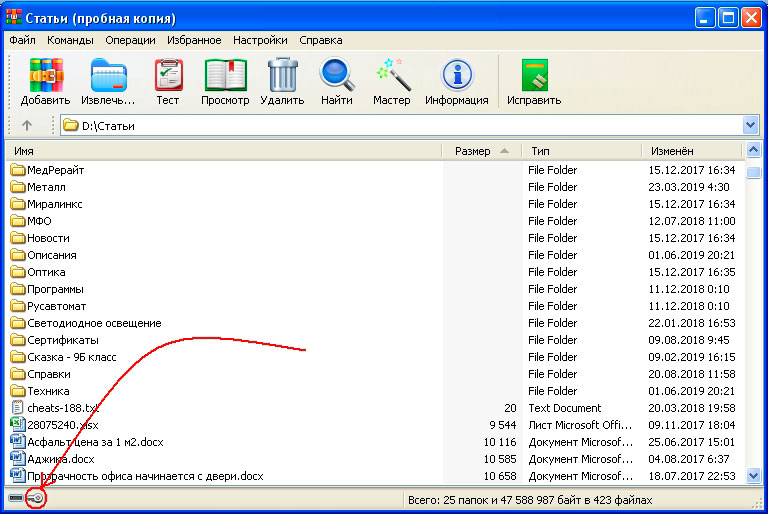 Статьи (пробная копия)
Файл Команды Операции Избранное Настройки Справка
Добавить Извлечь... Тест Просмотр Удалить Найти Мастер Информация Исправить
D:\Статьи
Имя Размер Тип Изменён
МедРерайт File Folder 15.12.2017 16:34
Металл File Folder 23.03.2019 4:30
Миралинкс File Folder 15.12.2017 16:34
МФО File Folder 12.07.2018 11:00
Новости File Folder 15.12.2017 16:34
Описания File Folder 01.06.2019 20:21
Оптика File Folder 15.12.2017 16:35
Программы File Folder 11.12.2018 0:10
Русавтомат File Folder 11.12.2018 0:10
Светодиодное освещение File Folder 22.01.2018 16:53
Сертификаты File Folder 09.08.2018 9:45
Сказка - 9Б класс File Folder 09.02.2019 16:15
Справки File Folder 20.08.2018 11:58
Техника File Folder 01.06.2019 20:21
cheats-188.txt 20 Text Document 20.03.2018 19:58
28075240.xlsx 9 544 Лист Microsoft Offi... 09.11.2017 18:04
Асфальт цена за 1 м2.docx 10 116 Документ Microsof... 25.06.2017 15:01
Аджика.docx 10 585 Документ Microsof... 04.08.2017 6:37
Прозрачность офиса начинается с двери.docx 10 658 Документ Microsof... 18.07.2017 22:53
Всего: 25 папок и 47 588 987 байт в 423 файлах